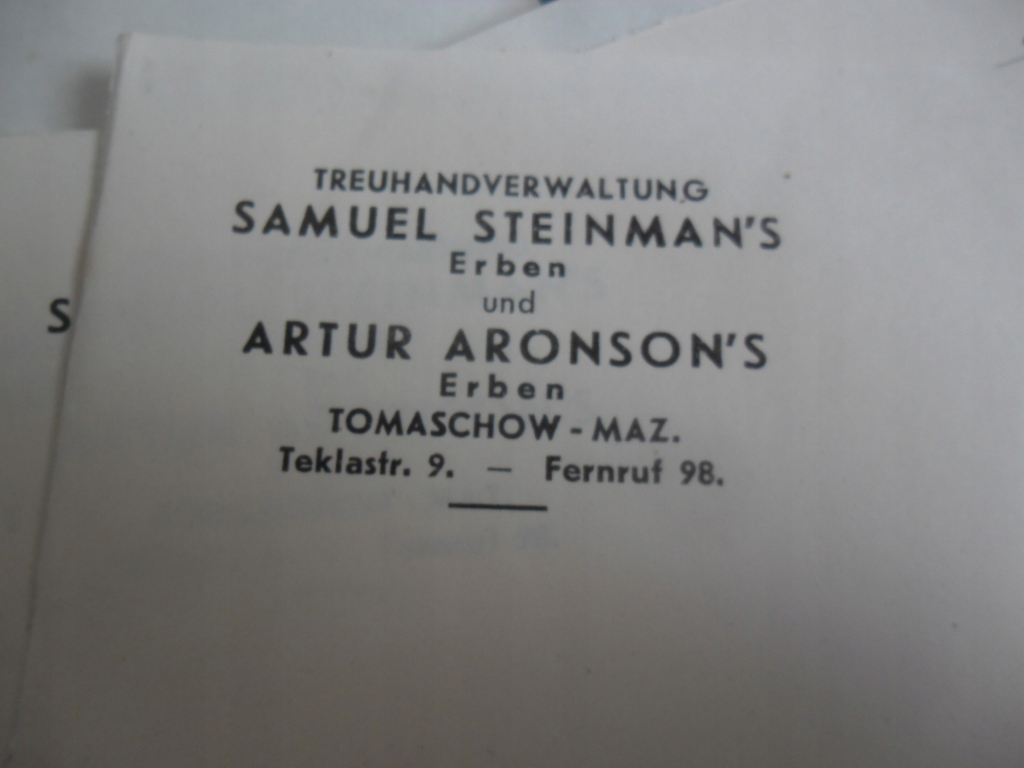 TREUHANDVERWALTUNG
SAMUEL STEINMAN'S
Erben
und
ARTUR ARONSON'S
Erben
TOMASCHOW - MAZ.
Teklastr. 9. — Fernruf 98.
S